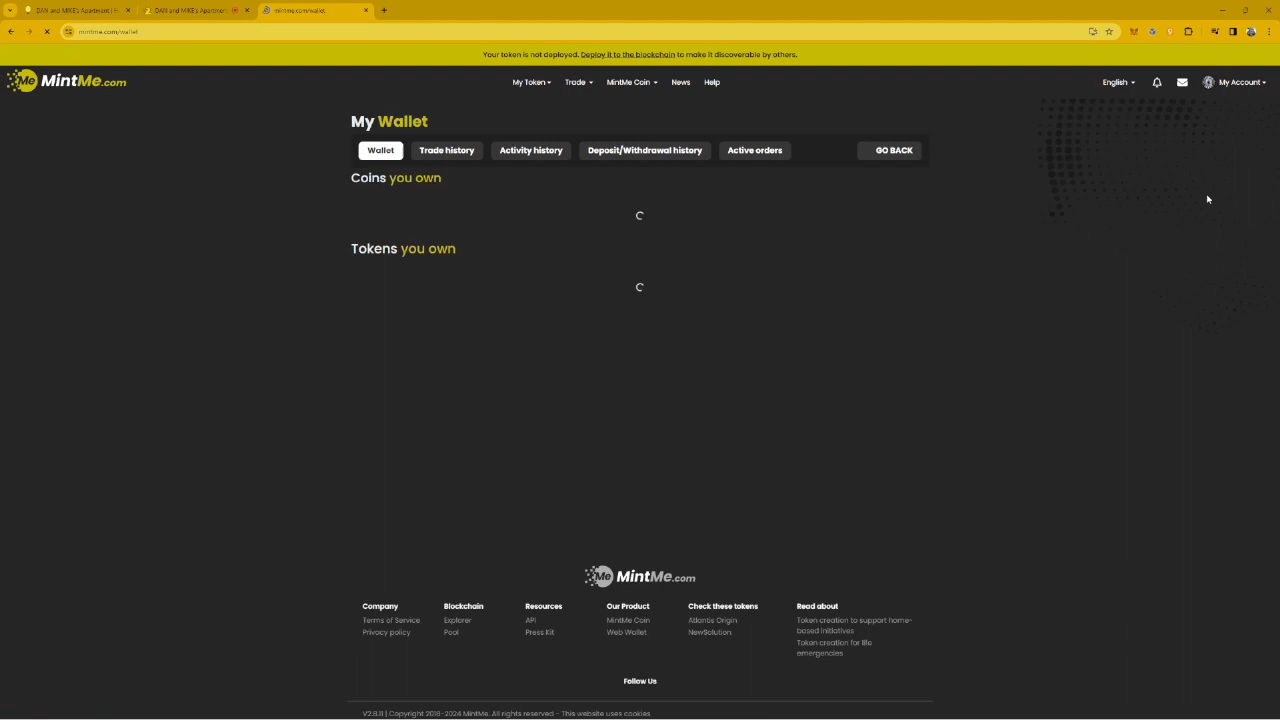 DAN and MIKE's Apartment |
DAN and MIKE's Apartment
mintme.com/wallet
mintme.com/wallet
Your token is not deployed. Deploy it to the blockchain to make it discoverable by others.
Me MintMe.com
My Token
Trade
MintMe Coin
News
Help
English
My Account
My Wallet
Wallet
Trade history
Activity history
Deposit/Withdrawal history
Active orders
GO BACK
Coins you own
Tokens you own
Me MintMe.com
Company
Blockchain
Resources
Our Product
Check these tokens
Read about
Terms of Service
Explorer
API
MintMe Coin
Atlantis Origin
Token creation to support home-
based initiatives
Privacy policy
Pool
Press Kit
Web Wallet
NewSolution
Token creation for life
emergencies
Follow Us
V2.8.11 | Copyright 2018-2024 MintMe. All rights reserved - This website uses cookies